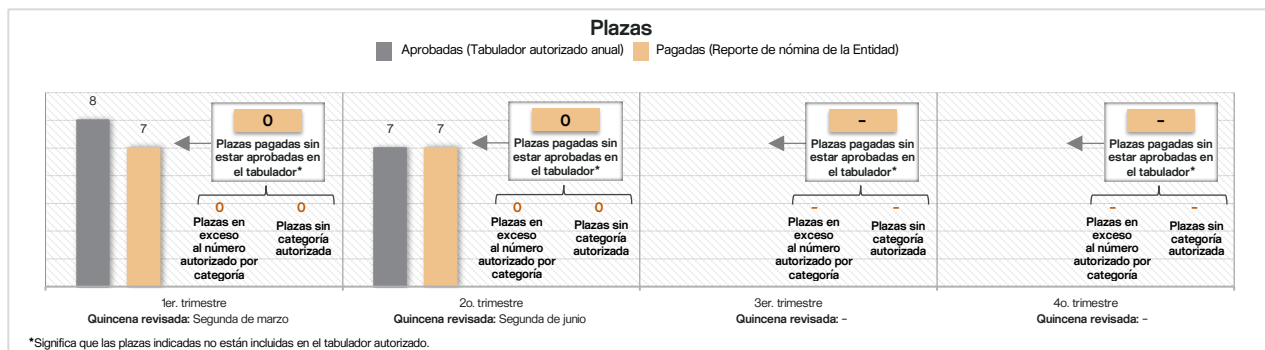 Plazas
Aprobadas (Tabulador autorizado anual) Pagadas (Reporte de nómina de la Entidad)
8
7
0
Plazas pagadas sin
estar aprobadas en
el tabulador*
0
Plazas en
exceso
al número
autorizado por
categoría
0
Plazas sin
categoría
autorizada
1er. trimestre
Quincena revisada: Segunda de marzo
7
7
0
Plazas pagadas sin
estar aprobadas en
el tabulador*
0
Plazas en
exceso
al número
autorizado por
categoría
0
Plazas sin
categoría
autorizada
2o. trimestre
Quincena revisada: Segunda de junio
–
Plazas pagadas sin
estar aprobadas en
el tabulador*
–
Plazas en
exceso
al número
autorizado por
categoría
–
Plazas sin
categoría
autorizada
3er. trimestre
Quincena revisada: –
–
Plazas pagadas sin
estar aprobadas en
el tabulador*
–
Plazas en
exceso
al número
autorizado por
categoría
–
Plazas sin
categoría
autorizada
4o. trimestre
Quincena revisada: –
*Significa que las plazas indicadas no están incluidas en el tabulador autorizado.